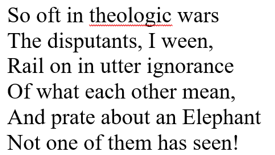 So oft in theologic wars
The disputants, I ween,
Rail on in utter ignorance
Of what each other mean,
And prate about an Elephant
Not one of them has seen!